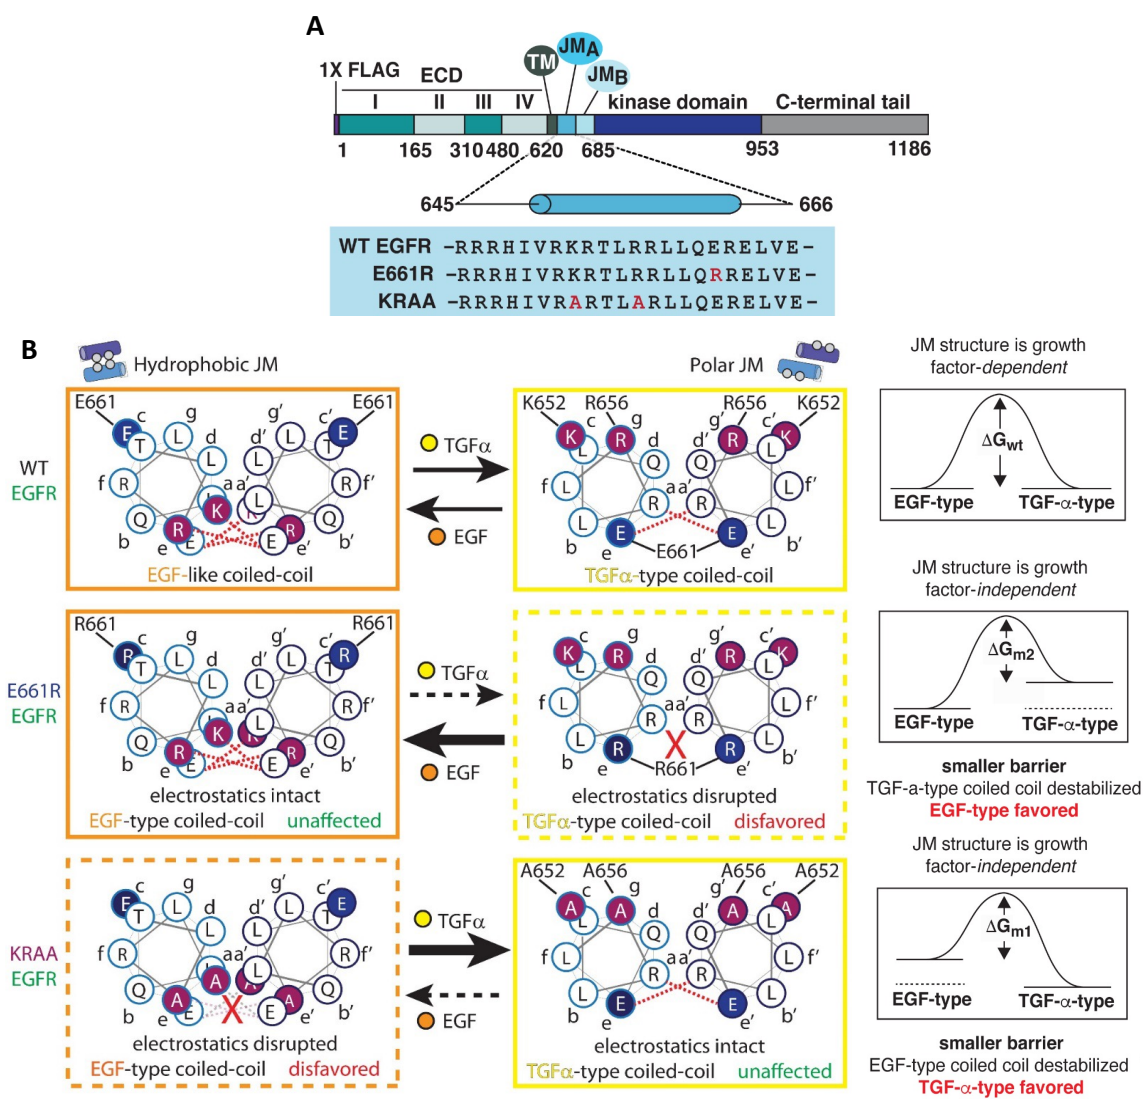 A
1X FLAG
ECD
TM
JMA
JMB
I II III IV
kinase domain
C-terminal tail
1 165 310 480 620 685 953 1186
645 666
WT EGFR -RRRHIVRKRTLRRLLQERELVE-
E661R -RRRHIVRKRTLRRLLQRRELVE-
KRAA -RRRHIVRARTLARLLQERELVE-
B
Hydrophobic JM
Polar JM
JM structure is growth
factor-dependent
WT
EGFR
E661 E661
c g g' c'
E T L d d' L T E
f R L L R f'
a a'
Q K L Q
b R E E R b'
e e'
EGF-like coiled-coil
TGFα
EGF
K652 R656 R656 K652
c g g' c'
K L R d d' R L K
f L Q Q L f'
R a a' R
b L E E L b'
e E661 e'
TGFα-type coiled-coil
ΔGwt
EGF-type TGF-α-type
JM structure is growth
factor-independent
E661R
EGFR
R661 R661
c g g' c'
R T L d d' L T R
f R L L R f'
a a'
Q K L R Q
b R E E R b'
e e'
electrostatics intact
EGF-type coiled-coil unaffected
TGFα
EGF
c g g' c'
K L R d d' R L K
f L Q Q L f'
R a a' R
b L R X R L b'
e R661 e'
electrostatics disrupted
TGFα-type coiled-coil disfavored
ΔGm2
EGF-type TGF-α-type
smaller barrier
TGF-a-type coiled coil destabilized
EGF-type favored
JM structure is growth
factor-independent
KRAA
EGFR
c g g' c'
E T L d d' L T E
f R L L R f'
a a'
Q A L A Q
b A E X E A b'
e e'
electrostatics disrupted
EGF-type coiled-coil disfavored
TGFα
EGF
A652 A656 A656 A652
c g g' c'
A L A d d' A L A
f L Q Q L f'
R a a' R
b L E E L b'
e e'
electrostatics intact
TGFα-type coiled-coil unaffected
ΔGm1
EGF-type TGF-α-type
smaller barrier
EGF-type coiled coil destabilized
TGF-α-type favored